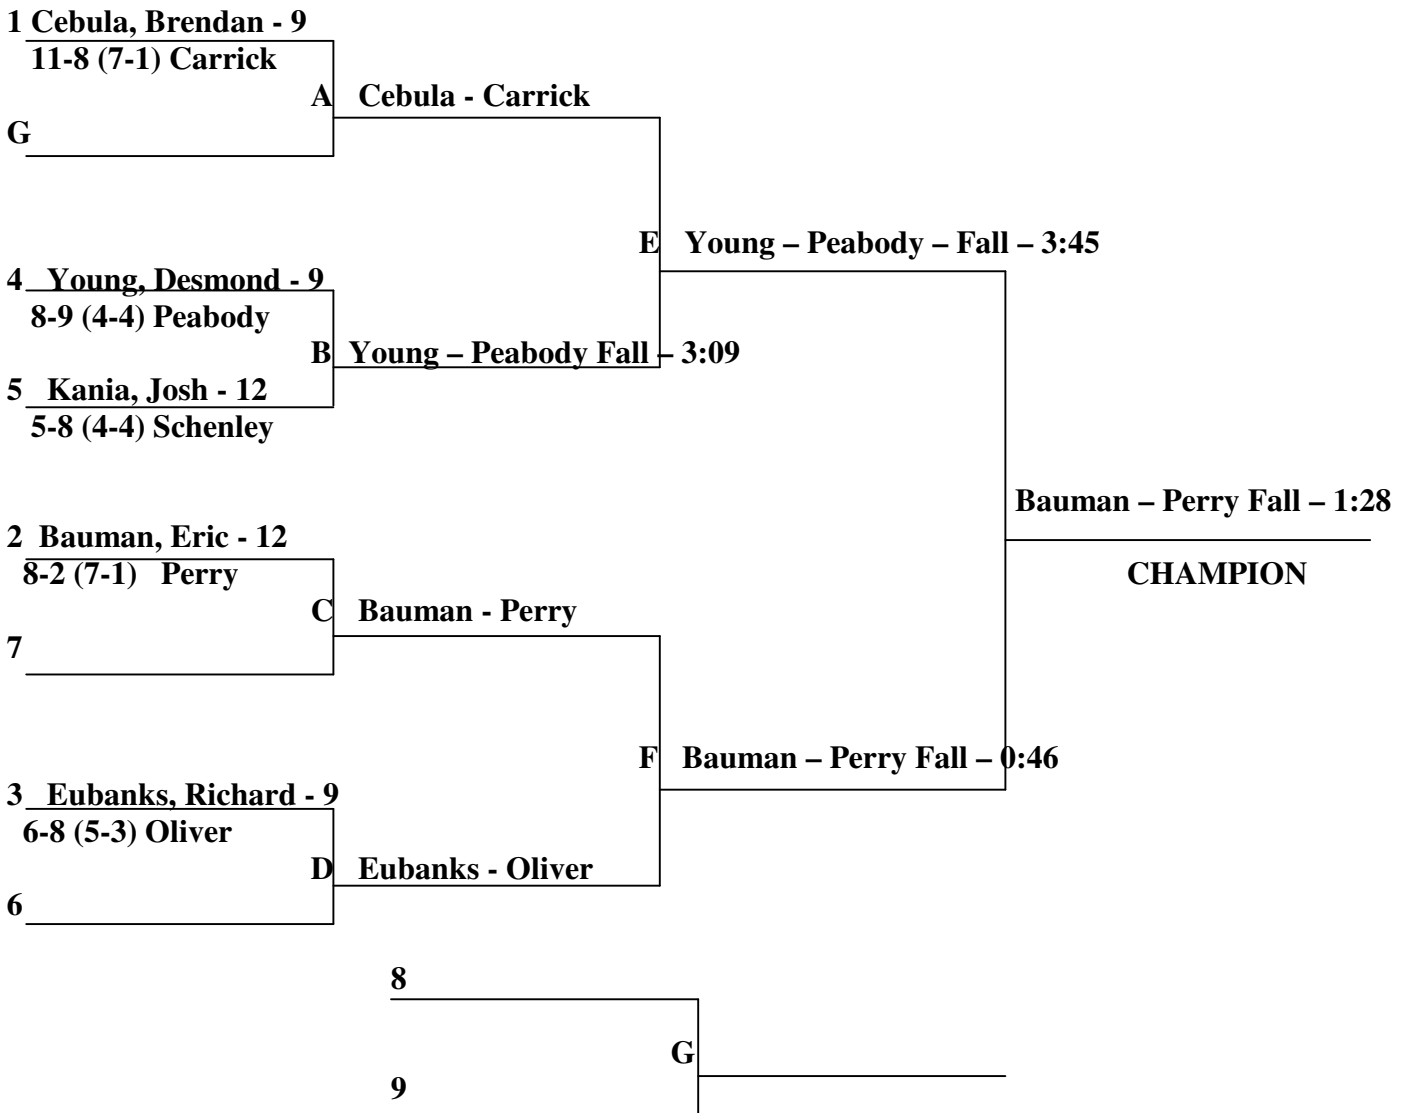 1 Cebula, Brendan - 9
11-8 (7-1) Carrick
A Cebula - Carrick
G
E Young – Peabody – Fall – 3:45
4 Young, Desmond - 9
8-9 (4-4) Peabody
B Young – Peabody Fall – 3:09
5 Kania, Josh - 12
5-8 (4-4) Schenley
Bauman – Perry Fall – 1:28
2 Bauman, Eric - 12
8-2 (7-1) Perry
CHAMPION
C Bauman - Perry
7
F Bauman – Perry Fall – 0:46
3 Eubanks, Richard - 9
6-8 (5-3) Oliver
D Eubanks - Oliver
6
8
G
9